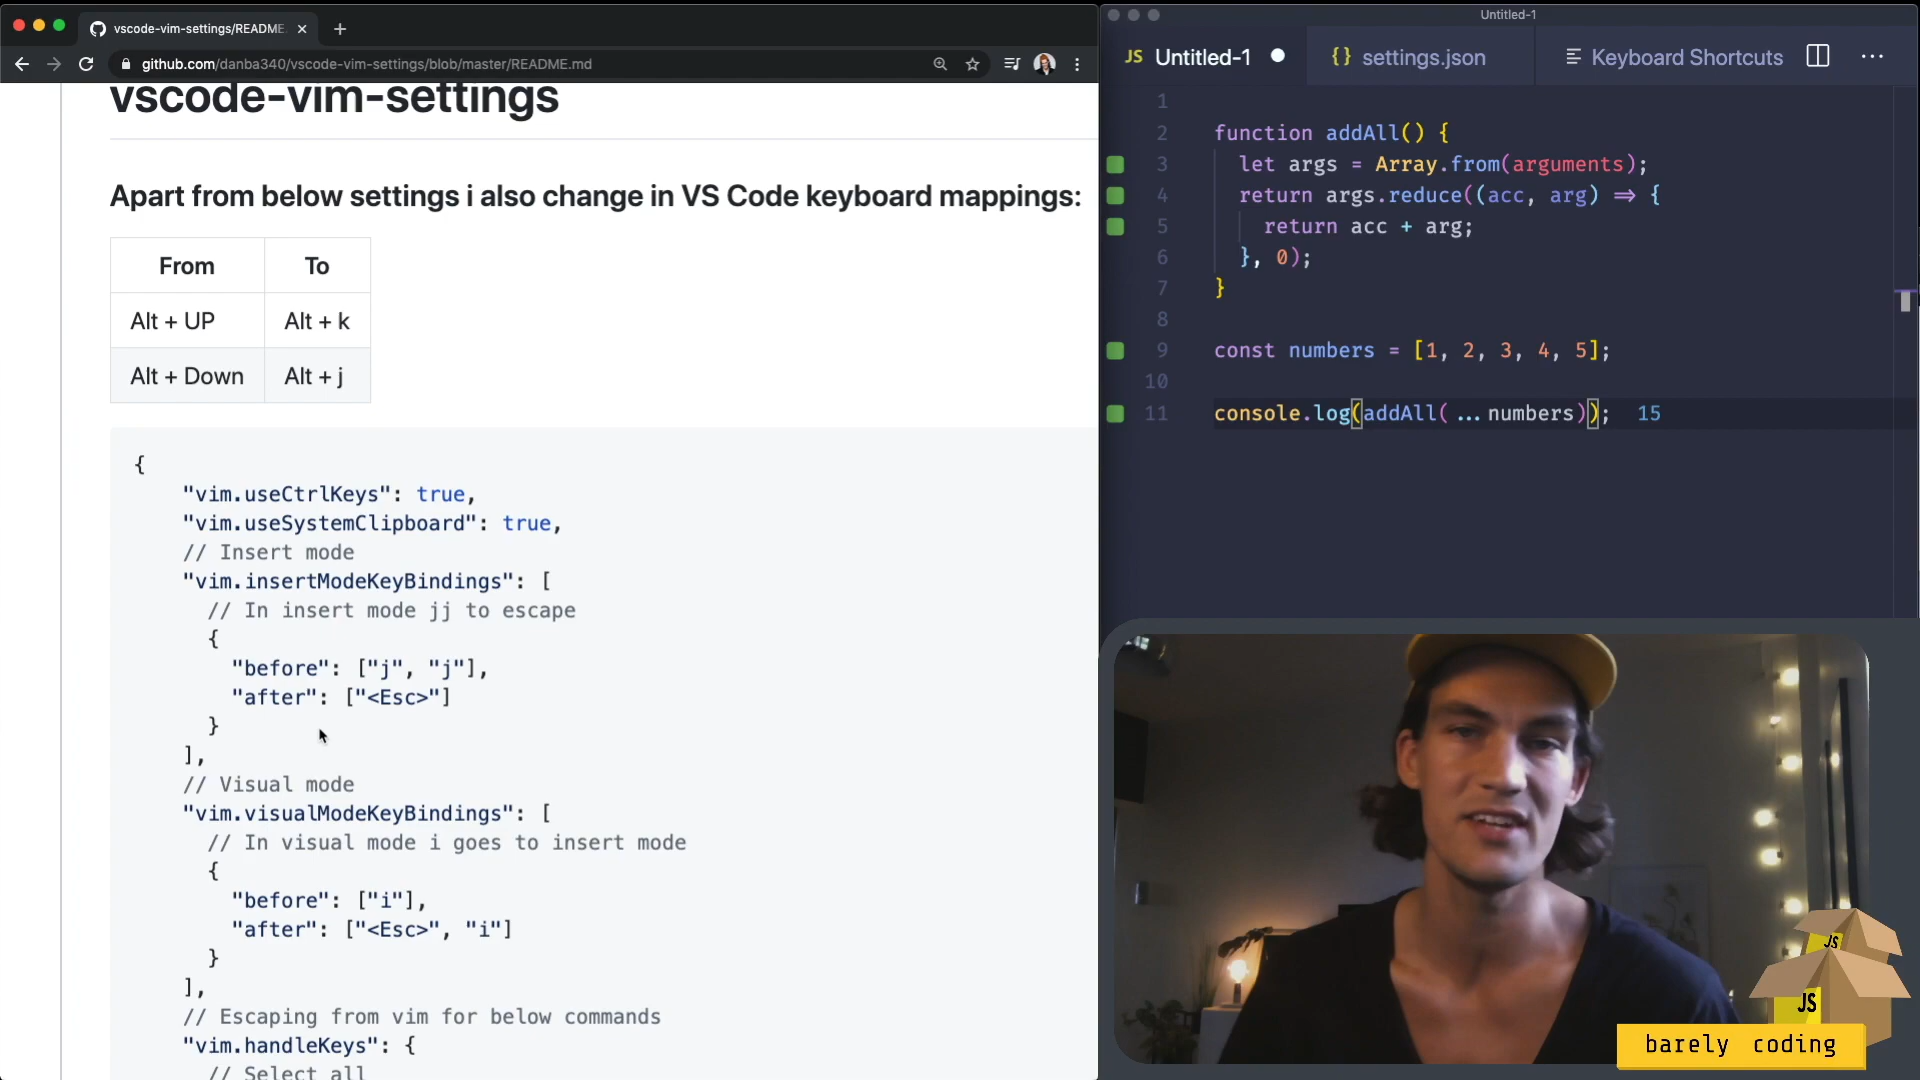 vscode-vim-settings/README.
github.com/danba340/vscode-vim-settings/blob/master/README.md
vscode-vim-settings
Apart from below settings i also change in VS Code keyboard mappings:
From To
Alt + UP Alt + k
Alt + Down Alt + j
{
"vim.useCtrlKeys": true,
"vim.useSystemClipboard": true,
// Insert mode
"vim.insertModeKeyBindings": [
// In insert mode jj to escape
{
"before": ["j", "j"],
"after": ["<Esc>"]
}
],
// Visual mode
"vim.visualModeKeyBindings": [
// In visual mode i goes to insert mode
{
"before": ["i"],
"after": ["<Esc>", "i"]
}
],
// Escaping from vim for below commands
"vim.handleKeys": {
// Select all
Untitled-1
JS Untitled-1 {} settings.json Keyboard Shortcuts
1
2 function addAll() {
3 let args = Array.from(arguments);
4 return args.reduce((acc, arg) ⇒ {
5 return acc + arg;
6 }, 0);
7 }
8
9 const numbers = [1, 2, 3, 4, 5];
10
11 console.log(addAll(...numbers)); 15
JS
JS
barely coding